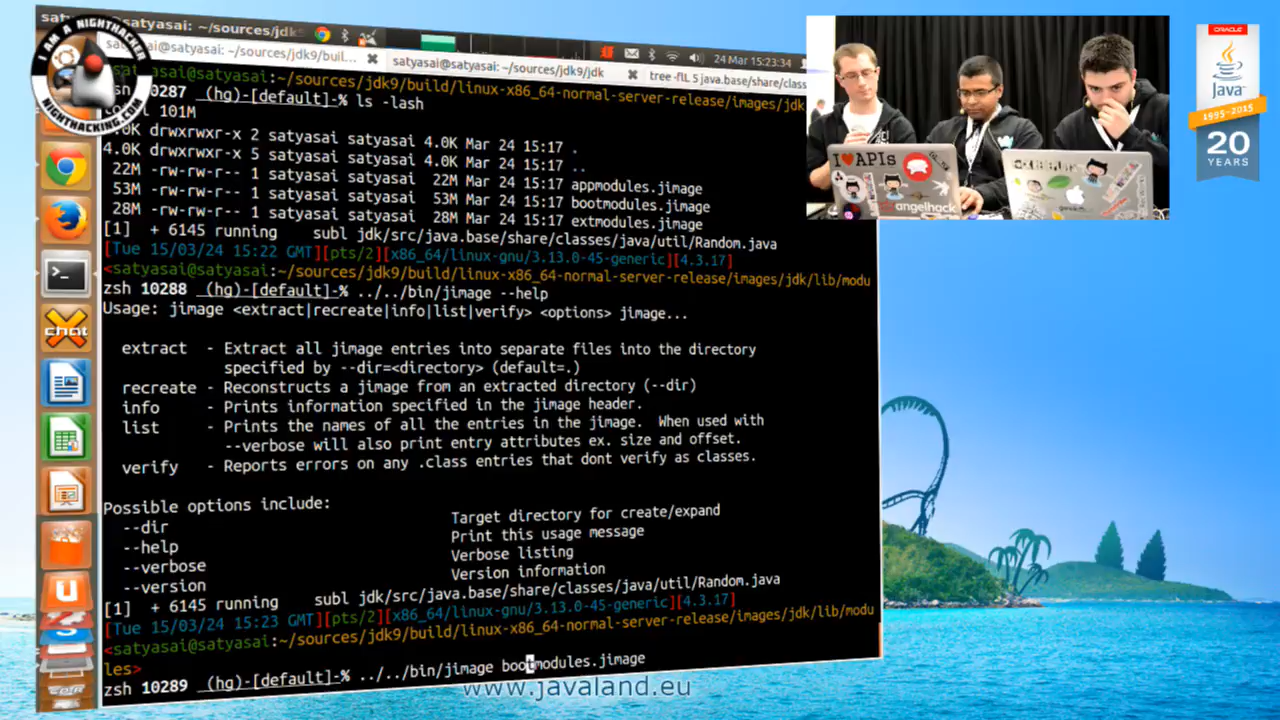 satyasai@satyasai: ~/sources/jdk9/bui...
satyasai@satyasai: ~/sources/jdk9/jdk
tree -fiL 5 java.base/share/class
24 Mar 15:23:34
I AM A NIGHTHACKER
NIGHTHACKING.COM
satyasai@satyasai:~/sources/jdk9/build/linux-x86_64-normal-server-release/images/jdk
zsh 10287 (hg)-[default]-% ls -lash
101M
drwxrwxr-x 2 satyasai satyasai 4.0K Mar 24 15:17 .
4.0K drwxrwxr-x 5 satyasai satyasai 4.0K Mar 24 15:17 ..
22M -rw-rw-r-- 1 satyasai satyasai 22M Mar 24 15:17 appmodules.jimage
53M -rw-rw-r-- 1 satyasai satyasai 53M Mar 24 15:17 bootmodules.jimage
28M -rw-rw-r-- 1 satyasai satyasai 28M Mar 24 15:17 extmodules.jimage
[1] + 6145 running subl jdk/src/java.base/share/classes/java/util/Random.java
[Tue 15/03/24 15:22 GMT][pts/2][x86_64/linux-gnu/3.13.0-45-generic][4.3.17]
<satyasai@satyasai:~/sources/jdk9/build/linux-x86_64-normal-server-release/images/jdk/lib/modu
zsh 10288 (hg)-[default]-% ../../bin/jimage --help
Usage: jimage <extract|recreate|info|list|verify> <options> jimage...
extract - Extract all jimage entries into separate files into the directory
specified by --dir=<directory> (default=.)
recreate - Reconstructs a jimage from an extracted directory (--dir)
info - Prints information specified in the jimage header.
list - Prints the names of all the entries in the jimage. When used with
--verbose will also print entry attributes ex. size and offset.
verify - Reports errors on any .class entries that dont verify as classes.
Possible options include:
--dir Target directory for create/expand
--help Print this usage message
--verbose Verbose listing
--version Version information
[1] + 6145 running subl jdk/src/java.base/share/classes/java/util/Random.java
[Tue 15/03/24 15:23 GMT][pts/2][x86_64/linux-gnu/3.13.0-45-generic][4.3.17]
<satyasai@satyasai:~/sources/jdk9/build/linux-x86_64-normal-server-release/images/jdk/lib/modu
les>
zsh 10289 (hg)-[default]-% ../../bin/jimage bootmodules.jimage
www.javaland.eu
I ♥ APIs
angelhack
ORACLE
Java
1995-2015
20
YEARS
chat